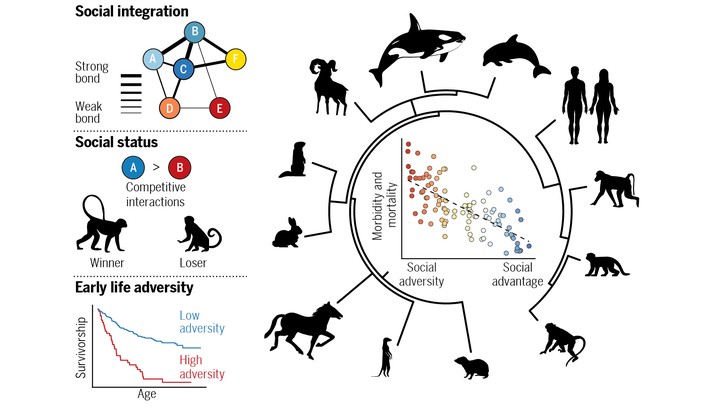 Social integration
B
A
F
C
Strong
bond
Weak
bond
D
E
Social status
A > B
Competitive
interactions
Winner
Loser
Early life adversity
Survivorship
Low
adversity
High
adversity
Age
Morbidity and
mortality
Social
adversity
Social
advantage